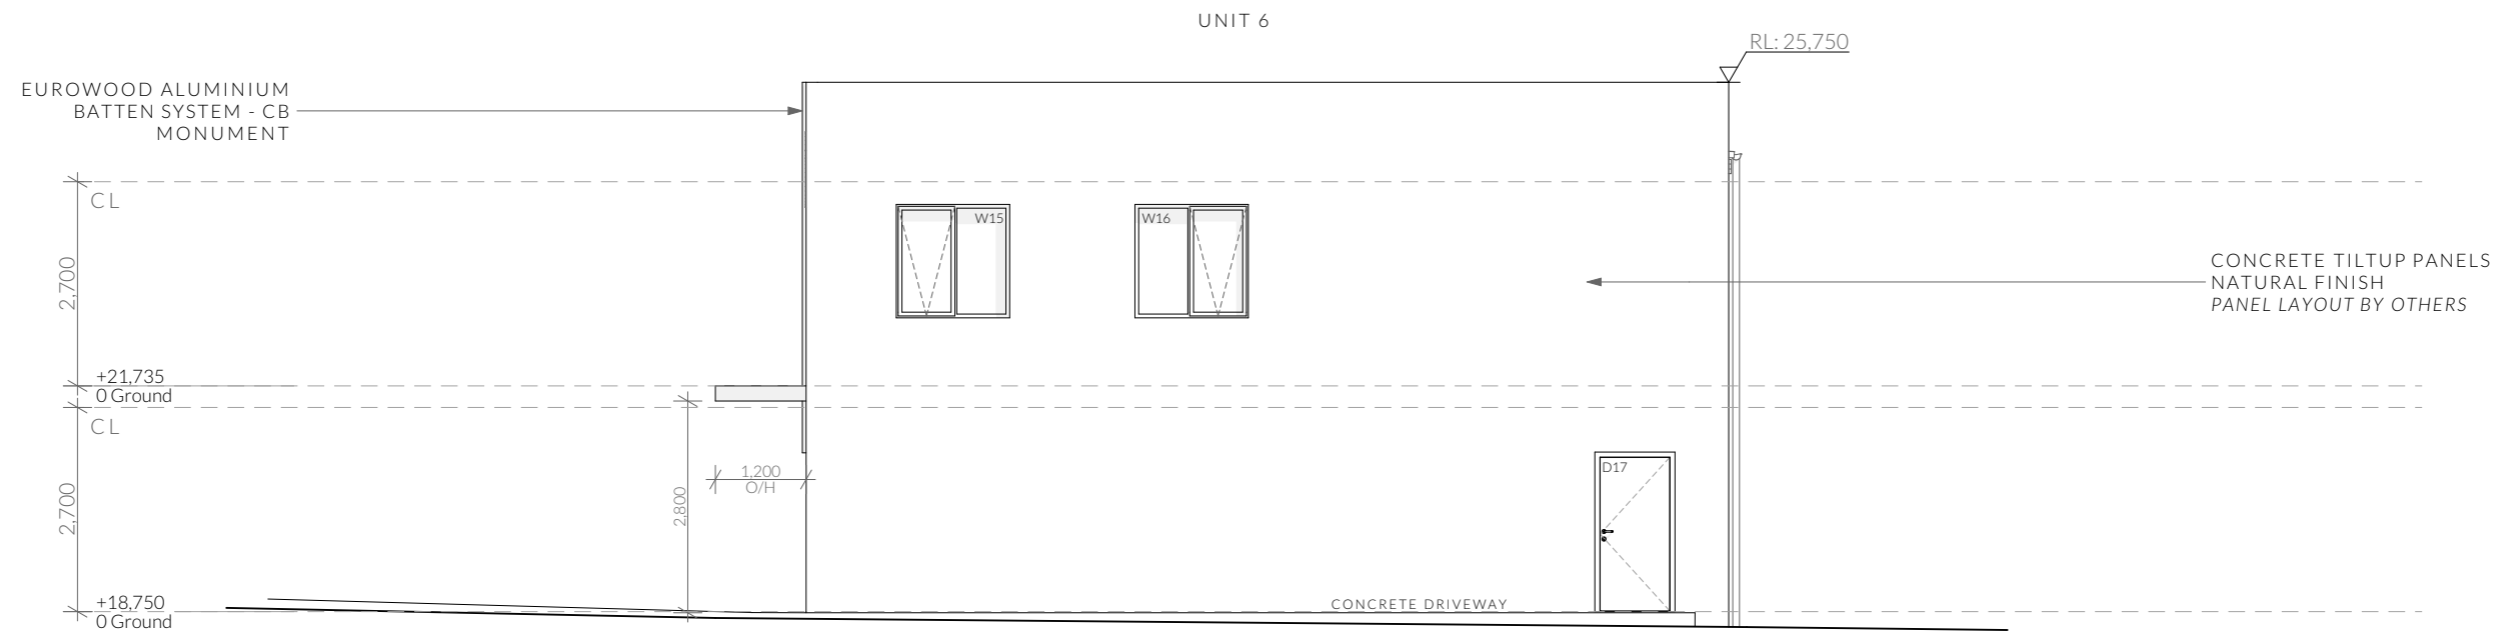 UNIT 6
RL: 25,750
EUROWOOD ALUMINIUM
BATTEN SYSTEM - CB
MONUMENT
CL
W15
W16
2,700
CONCRETE TILTUP PANELS
NATURAL FINISH
PANEL LAYOUT BY OTHERS
+21,735
0 Ground
CL
D17
1,200
O/H
2,800
2,700
CONCRETE DRIVEWAY
+18,750
0 Ground